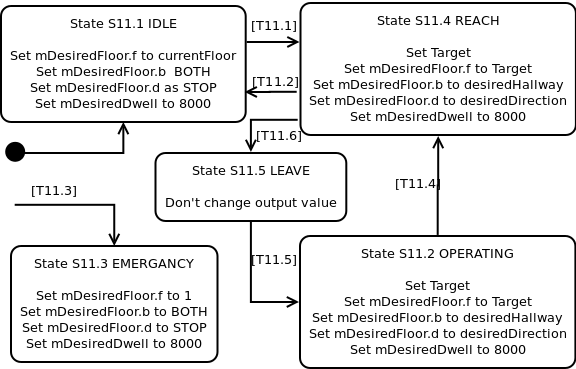 State S11.1 IDLE
Set mDesiredFloor.f to currentFloor
Set mDesiredFloor.b BOTH
Set mDesiredFloor.d as STOP
Set mDesiredDwell to 8000
[T11.1]
[T11.2]
State S11.4 REACH
Set Target
Set mDesiredFloor.f to Target
Set mDesiredFloor.b to desiredHallway
Set mDesiredFloor.d to desiredDirection
Set mDesiredDwell to 8000
[T11.6]
State S11.5 LEAVE
Don't change output value
[T11.3]
[T11.4]
State S11.3 EMERGANCY
Set mDesiredFloor.f to 1
Set mDesiredFloor.b to BOTH
Set mDesiredFloor.d to STOP
Set mDesiredDwell to 8000
[T11.5]
State S11.2 OPERATING
Set Target
Set mDesiredFloor.f to Target
Set mDesiredFloor.b to desiredHallway
Set mDesiredFloor.d to desiredDirection
Set mDesiredDwell to 8000